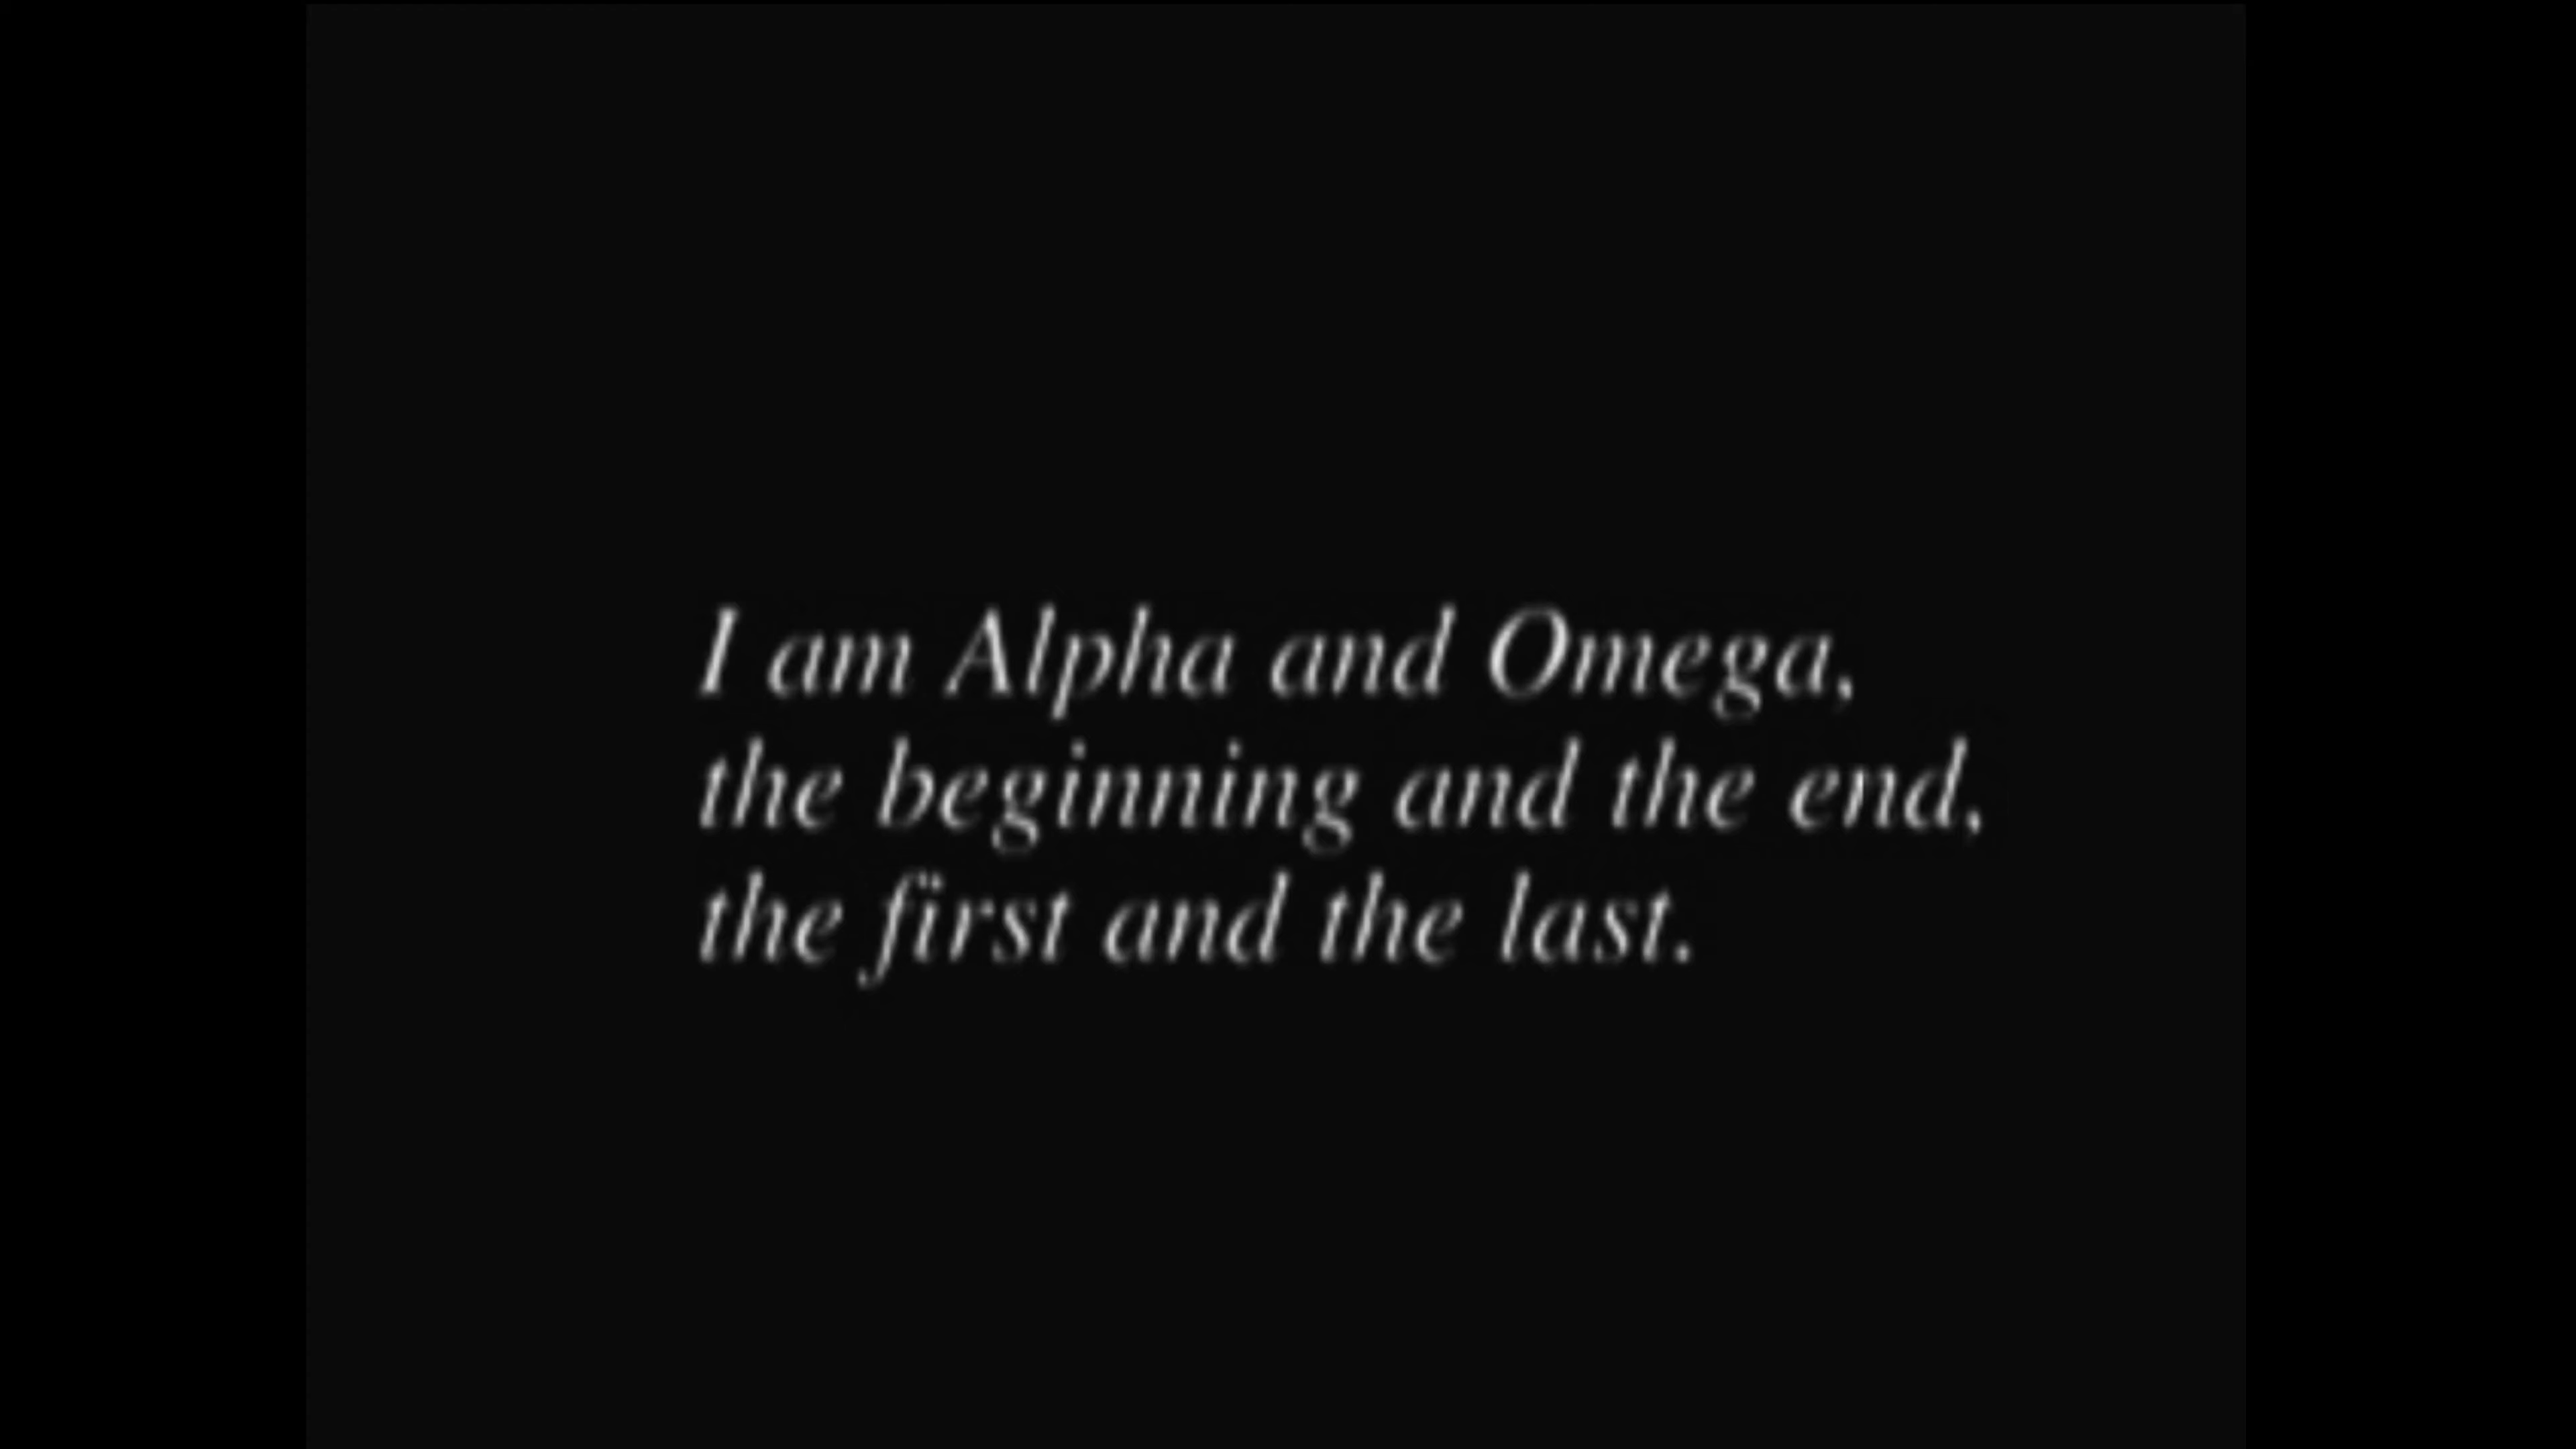 I am Alpha and Omega,
the beginning and the end,
the first and the last.